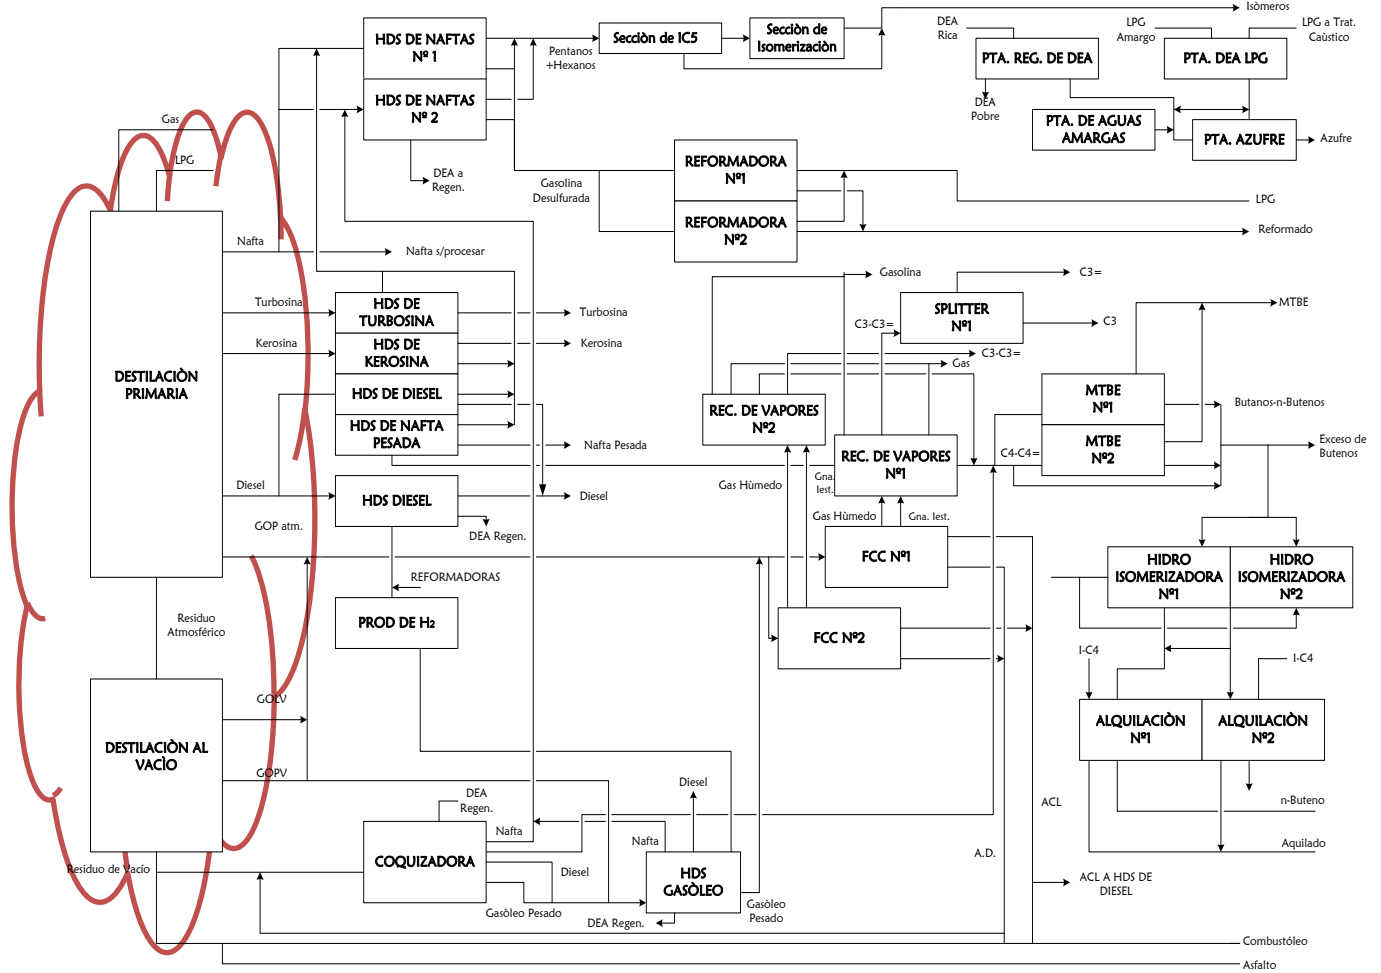 Isòmeros
HDS DE NAFTAS
Nº 1
Pentanos
+Hexanos
Secciòn de IC5
Secciòn de
Isomerizaciòn
DEA
Rica
LPG
Amargo
LPG a Trat.
Caùstico
PTA. REG. DE DEA
PTA. DEA LPG
HDS DE NAFTAS
Nº 2
DEA
Pobre
PTA. DE AGUAS
AMARGAS
PTA. AZUFRE
Azufre
Gas
LPG
DEA a
Regen.
Gasolina
Desulfurada
REFORMADORA
Nº1
REFORMADORA
Nº2
LPG
Reformado
Nafta
Nafta s/procesar
Gasolina
C3=
Turbosina
HDS DE
TURBOSINA
Turbosina
SPLITTER
Nº1
C3
MTBE
C3-C3=
Kerosina
HDS DE
KEROSINA
Kerosina
C3-C3=
Gas
DESTILACIÒN
PRIMARIA
HDS DE DIESEL
REC. DE VAPORES
Nº2
MTBE
Nº1
Butanos-n-Butenos
HDS DE NAFTA
PESADA
Nafta Pesada
REC. DE VAPORES
Nº1
C4-C4=
MTBE
Nº2
Exceso de
Butenos
Diesel
HDS DIESEL
Diesel
Gas Hùmedo
Gna.
Iest.
Gas Hùmedo
Gna. Iest.
GOP atm.
DEA Regen.
FCC Nº1
HIDRO
ISOMERIZADORA
Nº1
HIDRO
ISOMERIZADORA
Nº2
REFORMADORAS
Residuo
Atmosférico
PROD DE H2
FCC Nº2
I-C4
I-C4
GOLV
ALQUILACIÒN
Nº1
ALQUILACIÒN
Nº2
DESTILACIÒN AL
VACÌO
GOPV
DEA
Regen.
Diesel
ACL
n-Buteno
Nafta
Nafta
COQUIZADORA
Diesel
HDS
GASÒLEO
A.D.
Aquilado
Residuo de Vacío
Gasòleo Pesado
DEA Regen.
Gasòleo
Pesado
ACL A HDS DE
DIESEL
Combustóleo
Asfalto